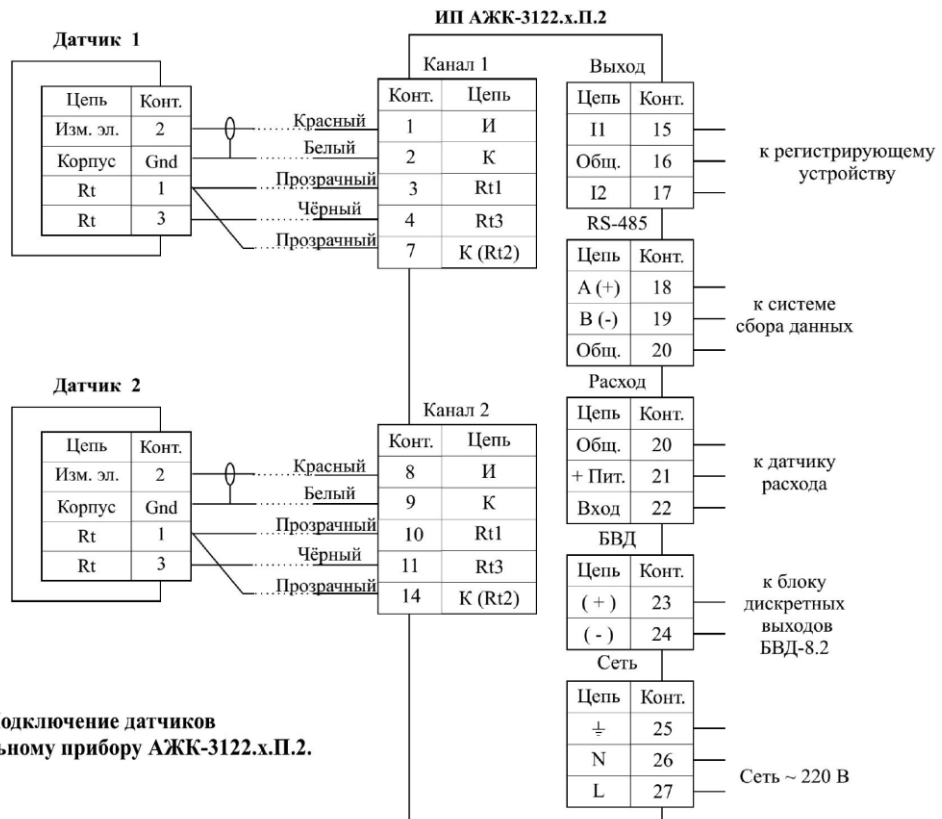 ИП АЖК-3122.х.П.2
Датчик 1
Цепь Конт.
Изм. эл. 2
Корпус Gnd
Rt 1
Rt 3
Красный
Белый
Прозрачный
Чёрный
Прозрачный
Канал 1
Конт. Цепь
1 И
2 К
3 Rt1
4 Rt3
7 К (Rt2)
Датчик 2
Цепь Конт.
Изм. эл. 2
Корпус Gnd
Rt 1
Rt 3
Красный
Белый
Прозрачный
Чёрный
Прозрачный
Канал 2
Конт. Цепь
8 И
9 К
10 Rt1
11 Rt3
14 К (Rt2)
Выход
Цепь Конт.
I1 15
Общ. 16
I2 17
к регистрирующему
устройству
RS-485
Цепь Конт.
А (+) 18
В (-) 19
Общ. 20
к системе
сбора данных
Расход
Цепь Конт.
Общ. 20
+ Пит. 21
Вход 22
к датчику
расхода
БВД
Цепь Конт.
( + ) 23
( - ) 24
к блоку
дискретных
выходов
БВД-8.2
Сеть
Цепь Конт.
25
N 26
L 27
Сеть ~ 220 В
одключение датчиков
ьному прибору АЖК-3122.х.П.2.